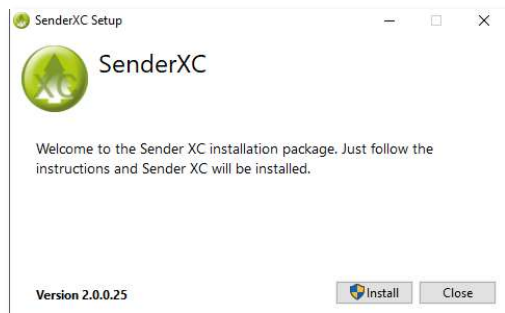 SenderXC Setup
XC
SenderXC
Welcome to the Sender XC installation package. Just follow the
instructions and Sender XC will be installed.
Version 2.0.0.25
Install
Close